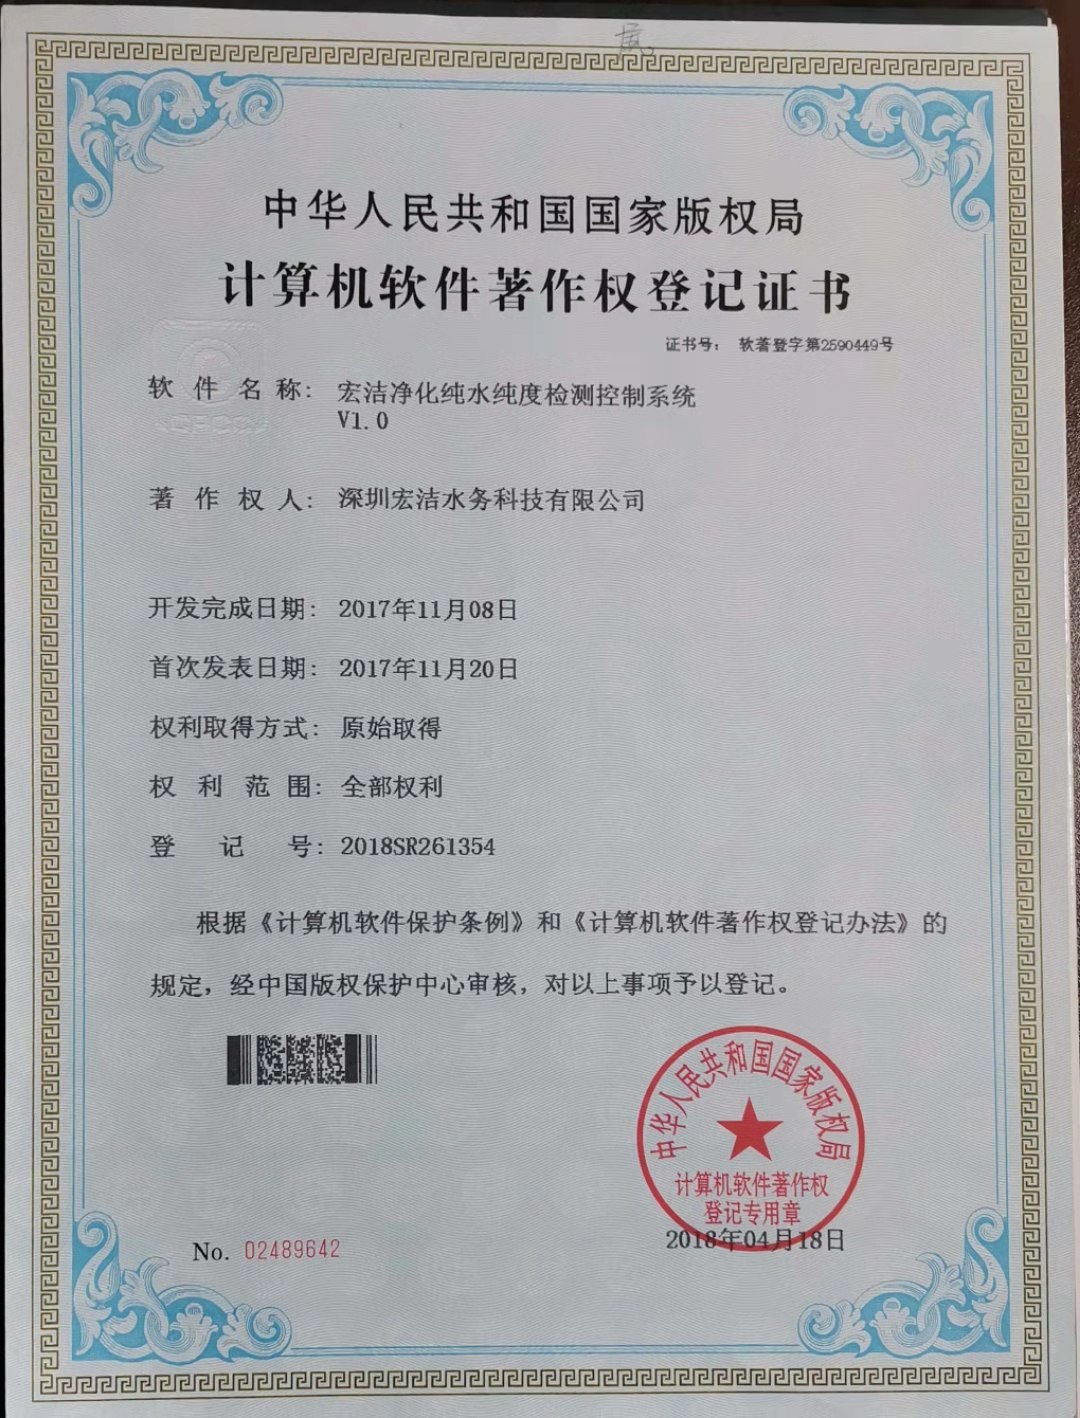 中华人民共和国国家版权局
计算机软件著作权登记证书
证书号： 软著登字第2590449号
软件名称： 宏洁净化纯水纯度检测控制系统
V1.0
著作权人： 深圳宏洁水务科技有限公司
开发完成日期： 2017年11月08日
首次发表日期： 2017年11月20日
权利取得方式： 原始取得
权利范围： 全部权利
登记号： 2018SR261354
根据《计算机软件保护条例》和《计算机软件著作权登记办法》的
规定，经中国版权保护中心审核，对以上事项予以登记。
中华人民共和国国家版权局
计算机软件著作权
登记专用章
No. 02489642
2018年04月18日